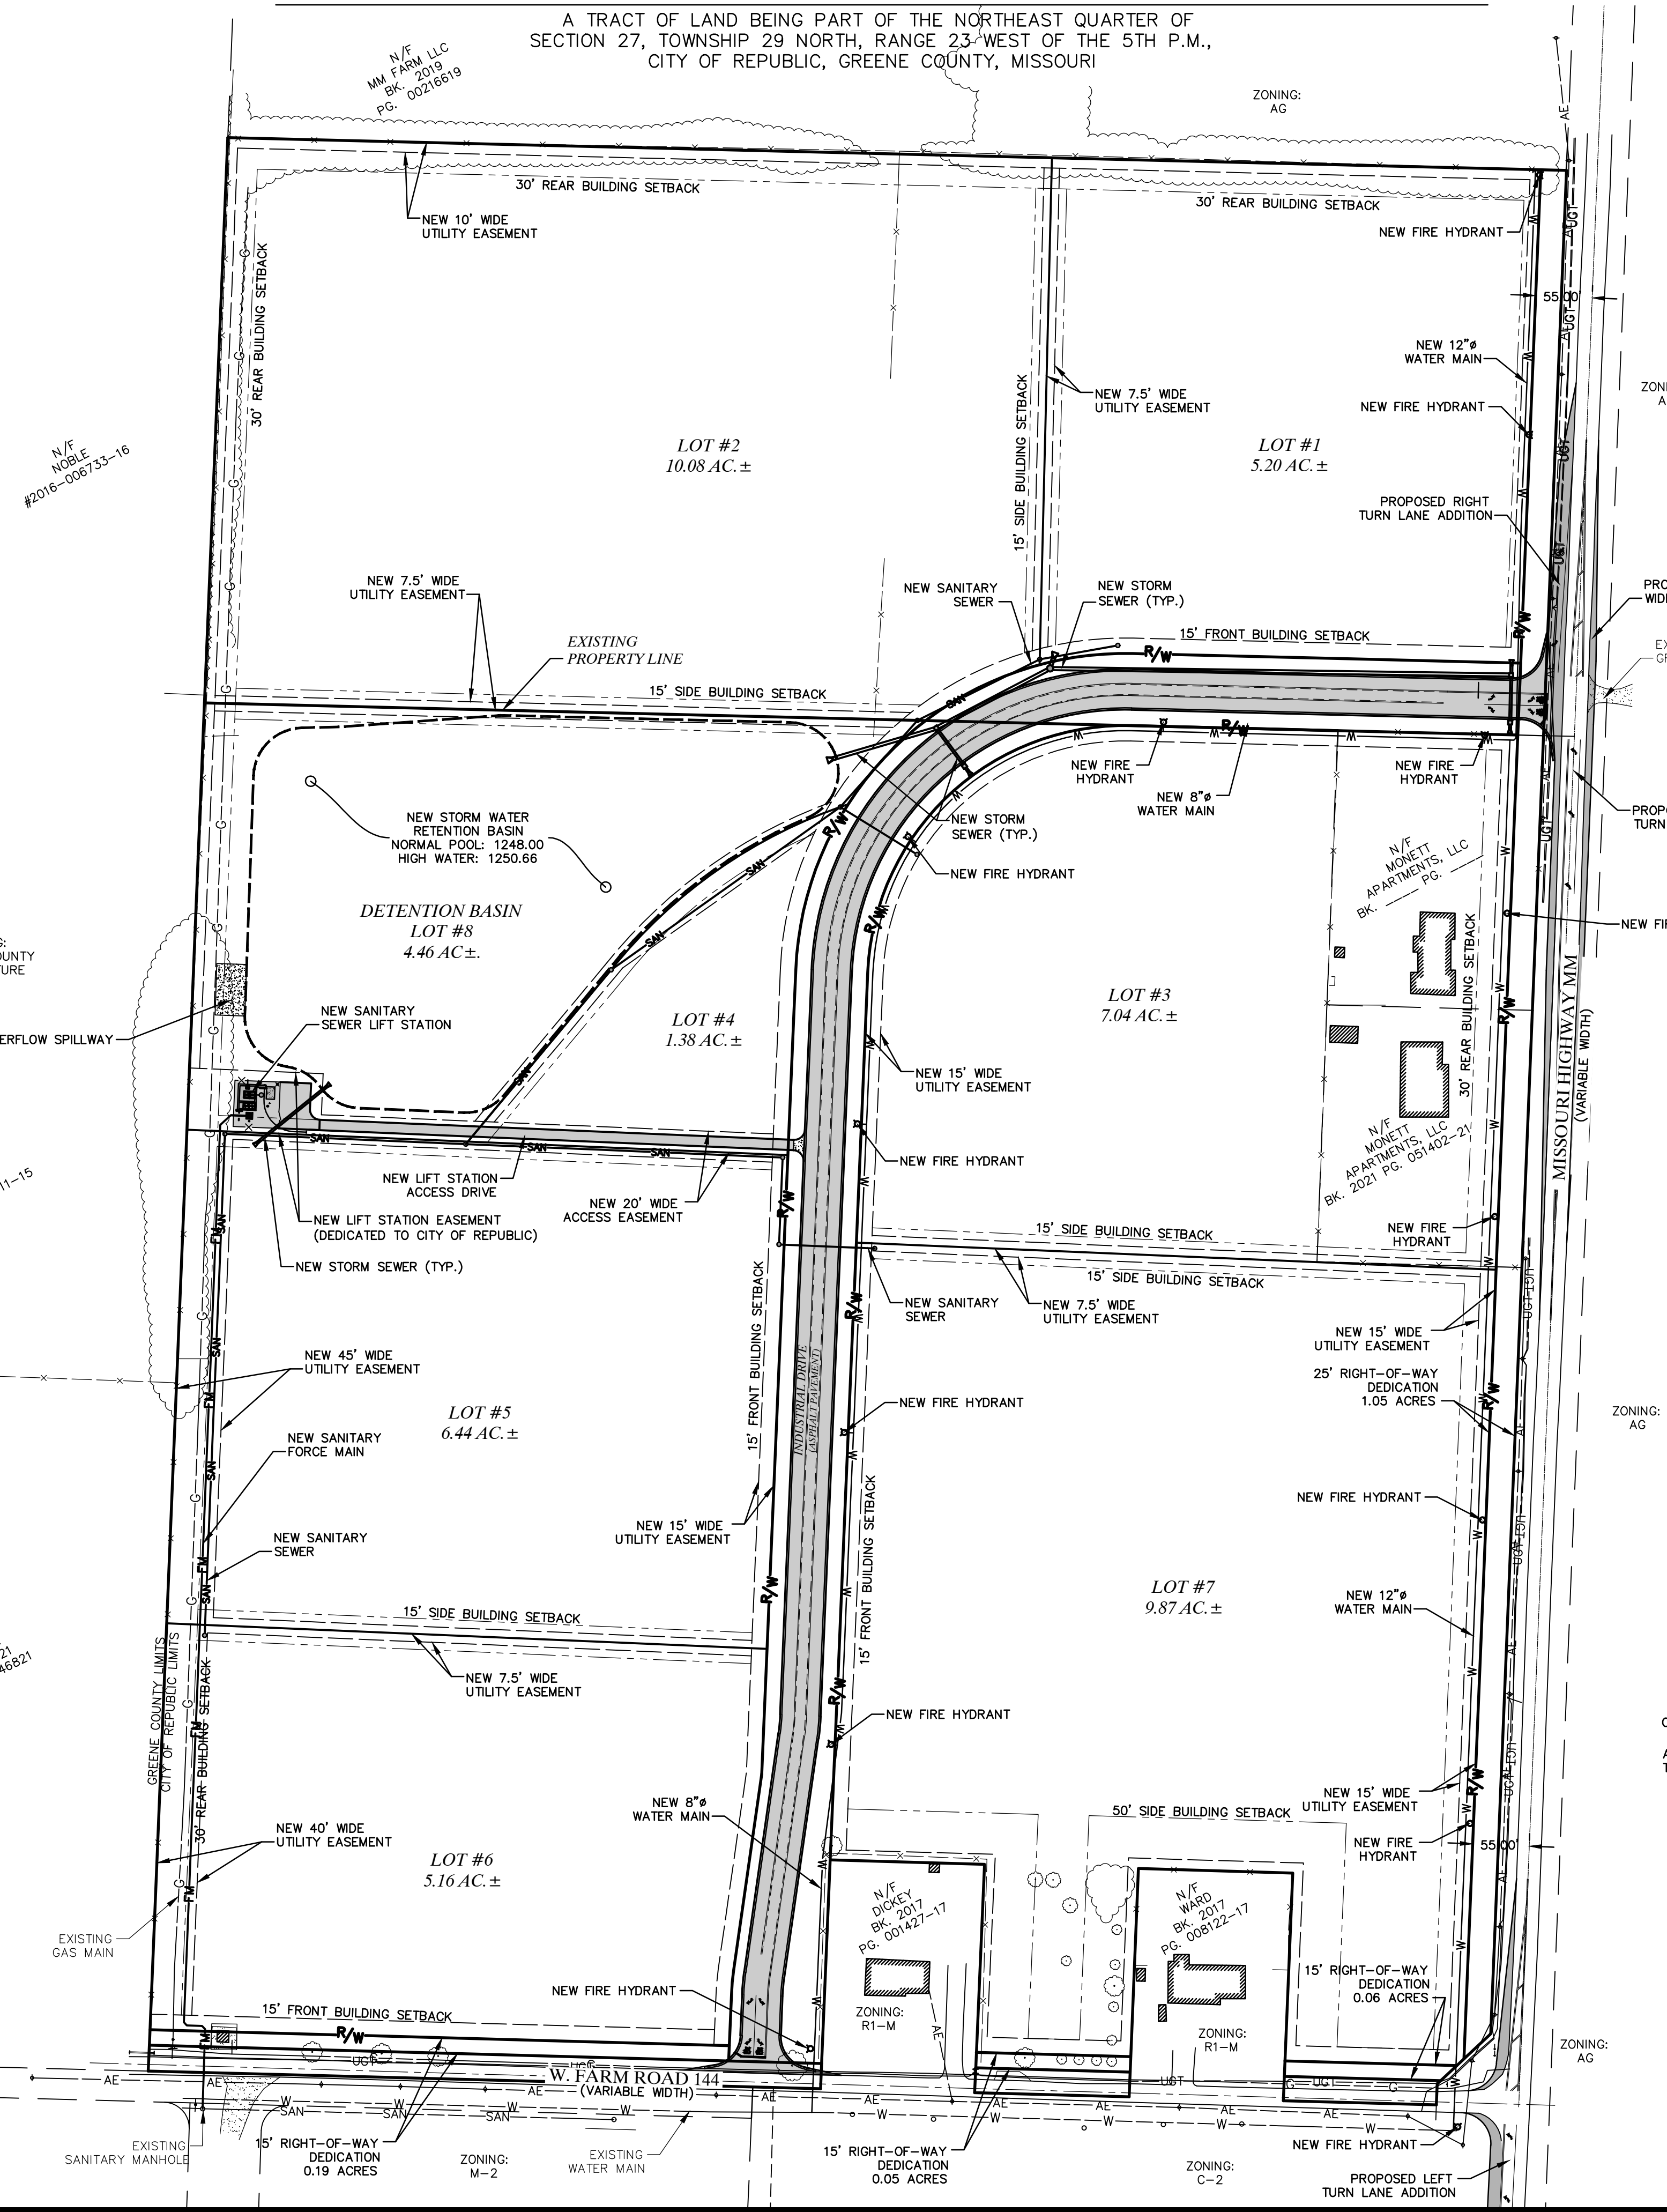 A TRACT OF LAND BEING PART OF THE NORTHEAST QUARTER OF
SECTION 27, TOWNSHIP 29 NORTH, RANGE 23 WEST OF THE 5TH P.M.,
CITY OF REPUBLIC, GREENE COUNTY, MISSOURI
N/F
MM FARM LLC
BK. 2019
PG. 00216619
ZONING:
AG
30' REAR BUILDING SETBACK
30' REAR BUILDING SETBACK
NEW 10' WIDE
UTILITY EASEMENT
NEW FIRE HYDRANT
30' REAR BUILDING SETBACK
55.00'
NEW 12"ø
WATER MAIN
NEW 7.5' WIDE
UTILITY EASEMENT
NEW FIRE HYDRANT
15' SIDE BUILDING SETBACK
N/F
NOBLE
#2016-006733-16
LOT #2
10.08 AC.±
LOT #1
5.20 AC.±
PROPOSED RIGHT
TURN LANE ADDITION
NEW 7.5' WIDE
UTILITY EASEMENT
NEW SANITARY
SEWER
NEW STORM
SEWER (TYP.)
EXISTING
PROPERTY LINE
15' FRONT BUILDING SETBACK
R/W
R/W
15' SIDE BUILDING SETBACK
SAN
R/W
NEW FIRE
HYDRANT
NEW FIRE
HYDRANT
NEW 8"ø
WATER MAIN
NEW STORM WATER
RETENTION BASIN
NORMAL POOL: 1248.00
HIGH WATER: 1250.66
R/W
NEW STORM
SEWER (TYP.)
NEW FIRE HYDRANT
N/F
MONETT
APARTMENTS, LLC
BK. ____ PG. ____
DETENTION BASIN
LOT #8
4.46 AC±.
R/W
SAN
SAN
30' REAR BUILDING SETBACK
NEW FI
OUNTY
TURE
ERFLOW SPILLWAY
NEW SANITARY
SEWER LIFT STATION
LOT #4
1.38 AC.±
LOT #3
7.04 AC.±
R/W
MISSOURI HIGHWAY MM
(VARIABLE WIDTH)
NEW 15' WIDE
UTILITY EASEMENT
SAN
N/F
MONETT
APARTMENTS, LLC
BK. 2021 PG. 051402-21
11-15
SAN
SAN
SAN
NEW FIRE HYDRANT
NEW LIFT STATION
ACCESS DRIVE
NEW 20' WIDE
ACCESS EASEMENT
R/W
NEW LIFT STATION EASEMENT
(DEDICATED TO CITY OF REPUBLIC)
NEW STORM SEWER (TYP.)
15' SIDE BUILDING SETBACK
NEW FIRE
HYDRANT
15' SIDE BUILDING SETBACK
NEW SANITARY
SEWER
NEW 7.5' WIDE
UTILITY EASEMENT
R/W
15' FRONT BUILDING SETBACK
NEW 15' WIDE
UTILITY EASEMENT
NEW 45' WIDE
UTILITY EASEMENT
INDUSTRIAL DRIVE
(ASPHALT PAVEMENT)
25' RIGHT-OF-WAY
DEDICATION
1.05 ACRES
R/W
NEW FIRE HYDRANT
ZONING:
AG
LOT #5
6.44 AC.±
NEW SANITARY
FORCE MAIN
NEW FIRE HYDRANT
NEW 15' WIDE
UTILITY EASEMENT
15' FRONT BUILDING SETBACK
NEW SANITARY
SEWER
R/W
LOT #7
9.87 AC.±
NEW 12"ø
WATER MAIN
15' SIDE BUILDING SETBACK
NEW 7.5' WIDE
UTILITY EASEMENT
R/W
GREENE COUNTY LIMITS
CITY OF REPUBLIC LIMITS
30' REAR BUILDING SETBACK
NEW FIRE HYDRANT
NEW 8"ø
WATER MAIN
NEW 15' WIDE
UTILITY EASEMENT
R/W
50' SIDE BUILDING SETBACK
NEW 40' WIDE
UTILITY EASEMENT
NEW FIRE
HYDRANT
55.00'
LOT #6
5.16 AC.±
N/F
DICKEY
BK. 2017
PG. 001427-17
N/F
WARD
BK. 2017
PG. 008122-17
EXISTING
GAS MAIN
NEW FIRE HYDRANT
15' RIGHT-OF-WAY
DEDICATION
0.06 ACRES
15' FRONT BUILDING SETBACK
R/W
ZONING:
R1-M
ZONING:
R1-M
ZONING:
AG
W. FARM ROAD 144
(VARIABLE WIDTH)
EXISTING
SANITARY MANHOLE
15' RIGHT-OF-WAY
DEDICATION
0.19 ACRES
ZONING:
M-2
EXISTING
WATER MAIN
15' RIGHT-OF-WAY
DEDICATION
0.05 ACRES
ZONING:
C-2
NEW FIRE HYDRANT
PROPOSED LEFT
TURN LANE ADDITION